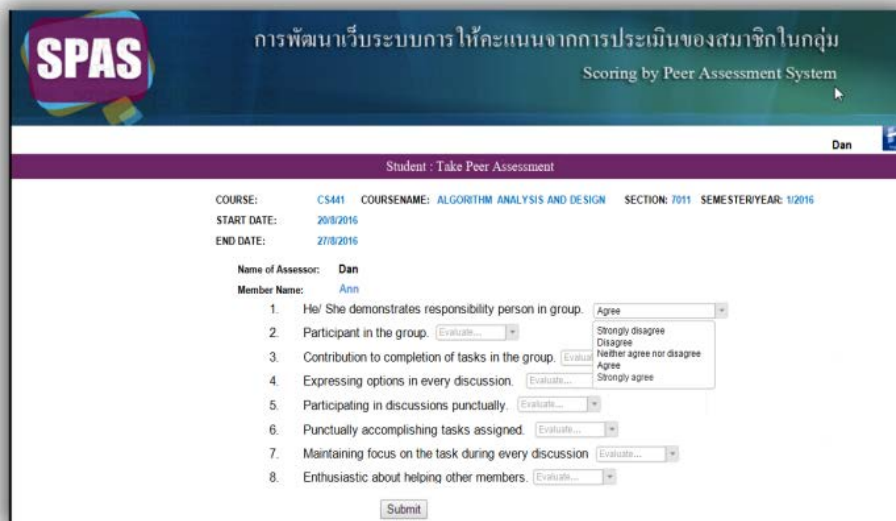 SPAS
การพัฒนาเว็บระบบการให้คะแนนจากการประเมินของสมาชิกในกลุ่ม
Scoring by Peer Assessment System
Dan
Student : Take Peer Assessment
COURSE: CS441 COURSENAME: ALGORITHM ANALYSIS AND DESIGN SECTION: 7011 SEMESTER/YEAR: 1/2016
START DATE: 20/8/2016
END DATE: 27/8/2016
Name of Assessor: Dan
Member Name: Ann
1. He/ She demonstrates responsibility person in group. Agree
Strongly disagree
Disagree
Neither agree nor disagree
Agree
Strongly agree
2. Participant in the group. Evaluate...
3. Contribution to completion of tasks in the group. Evaluat
4. Expressing options in every discussion. Evaluate...
5. Participating in discussions punctually. Evaluate...
6. Punctually accomplishing tasks assigned. Evaluate...
7. Maintaining focus on the task during every discussion Evaluate...
8. Enthusiastic about helping other members. Evaluate...
Submit